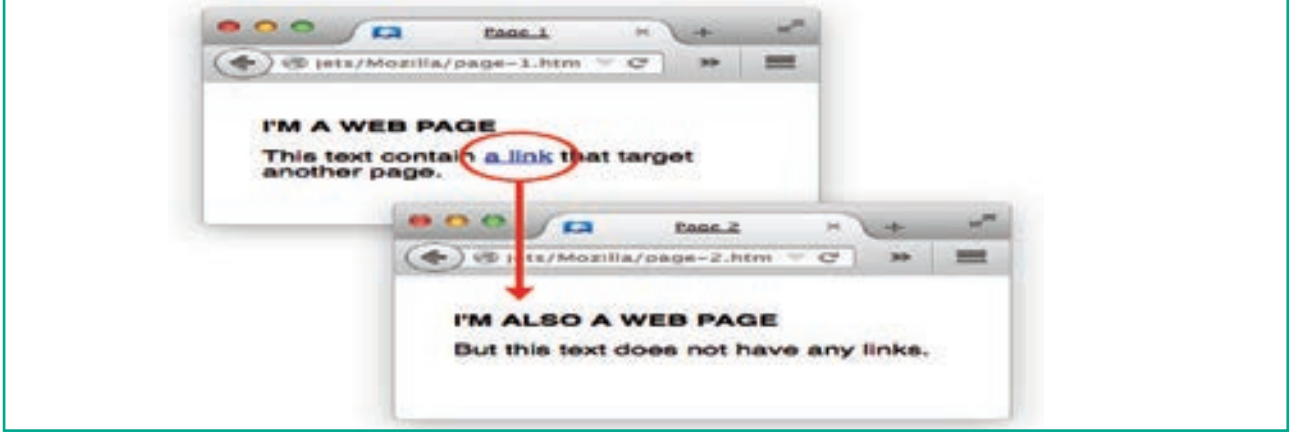 Page 1
jets/Mozilla/page-1.htm
I'M A WEB PAGE
This text contain a link that target
another page.
Page 2
jets/Mozilla/page-2.htm
I'M ALSO A WEB PAGE
But this text does not have any links.